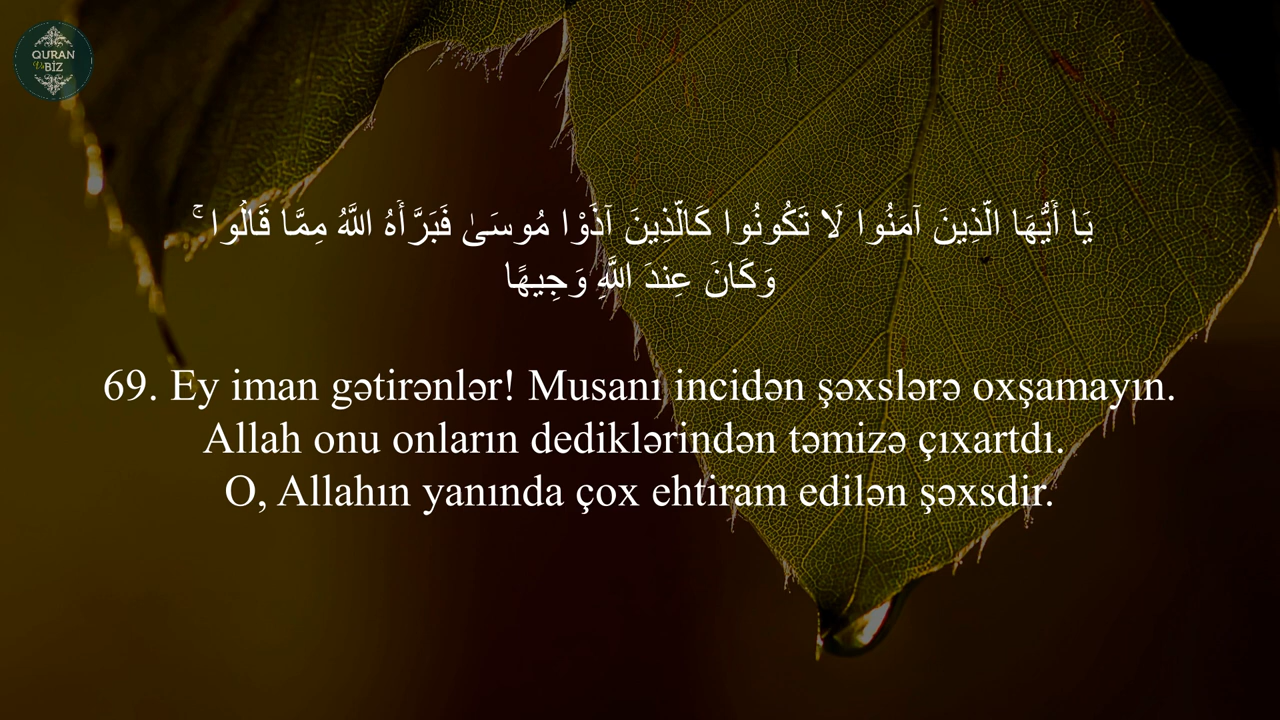 QURAN
Və BİZ
يَا أَيُّهَا الَّذِينَ آمَنُوا لَا تَكُونُوا كَالَّذِينَ آذَوْا مُوسَىٰ فَبَرَّأَهُ اللَّهُ مِمَّا قَالُوا ۚ
وَكَانَ عِندَ اللَّهِ وَجِيهًا
69. Ey iman gətirənlər! Musanı incidən şəxslərə oxşamayın.
Allah onu onların dediklərindən təmizə çıxartdı.
O, Allahın yanında çox ehtiram edilən şəxsdir.